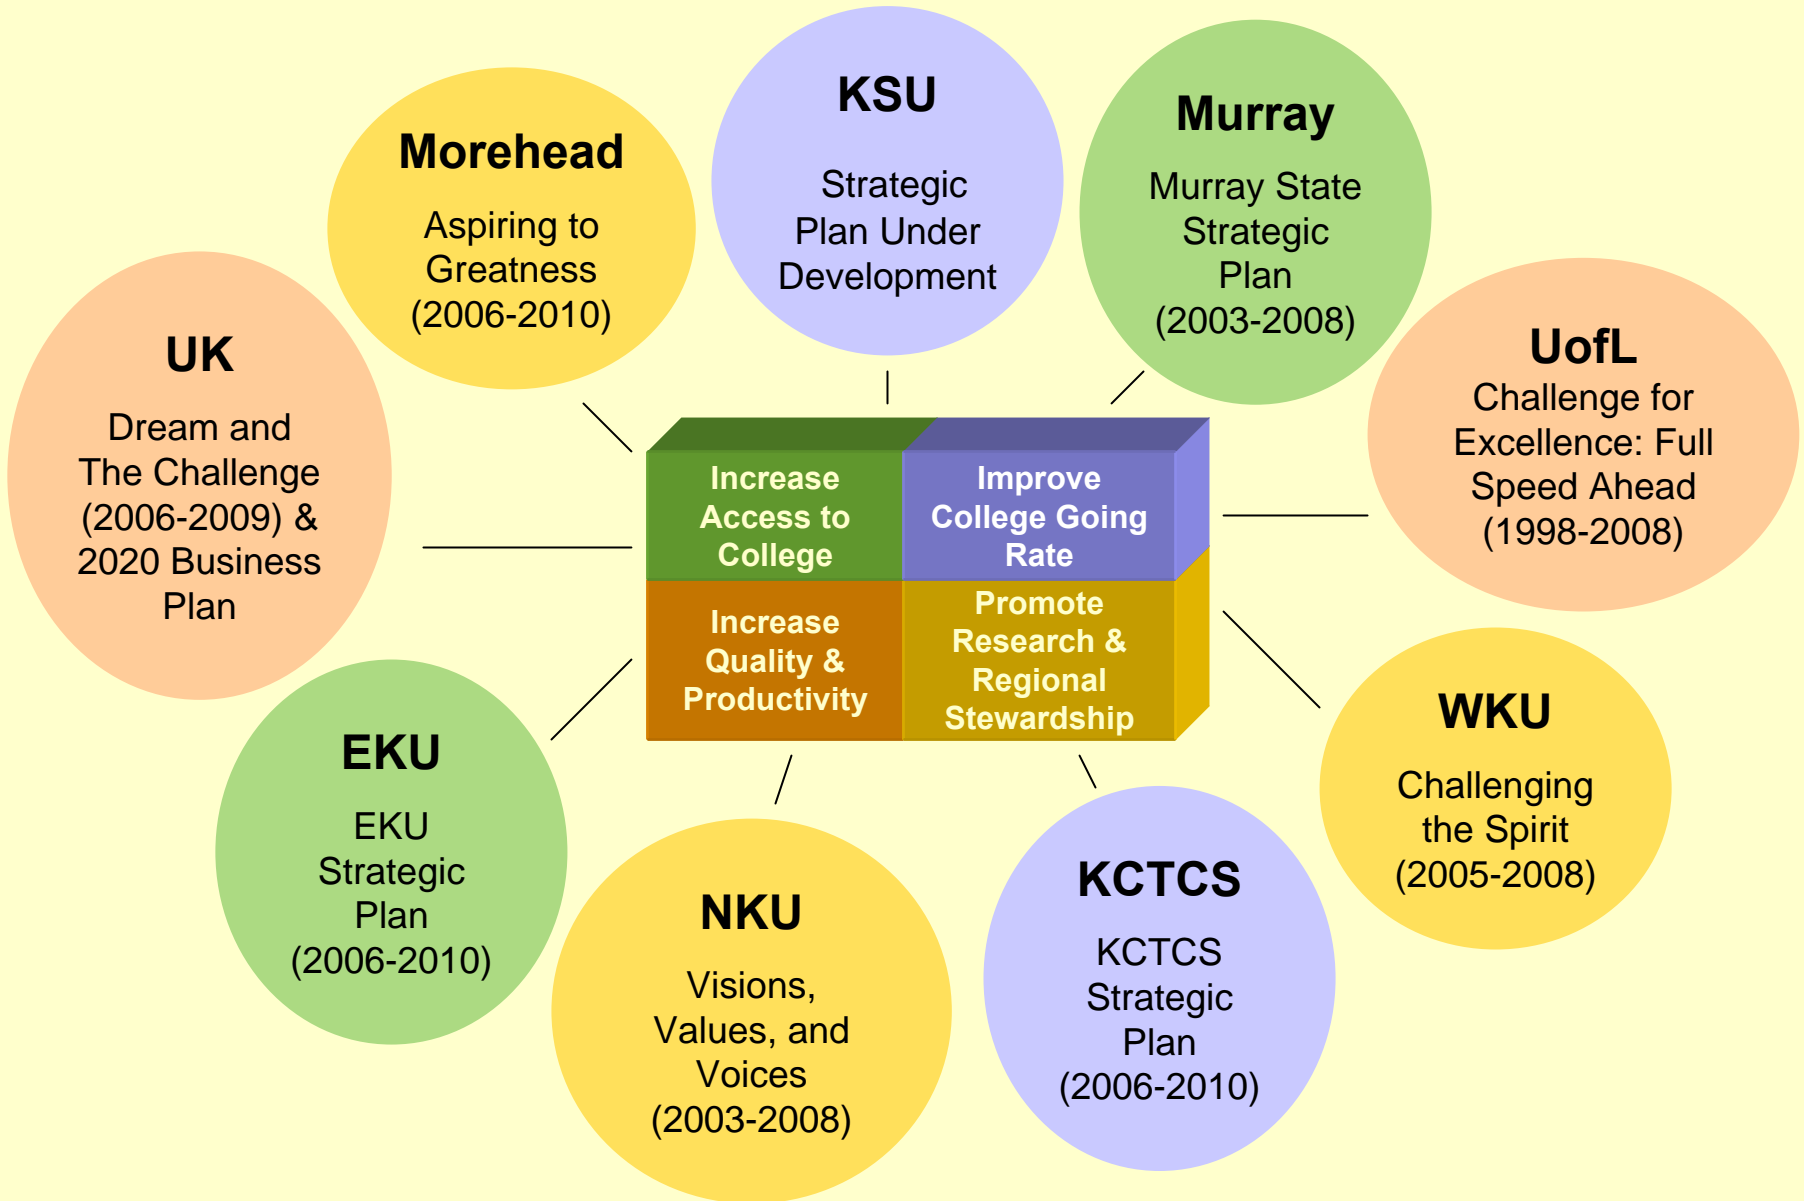 KSU
Strategic
Plan Under
Development
Murray
Murray State
Strategic
Plan
(2003-2008)
Morehead
Aspiring to
Greatness
(2006-2010)
UK
Dream and
The Challenge
(2006-2009) &
2020 Business
Plan
UofL
Challenge for
Excellence: Full
Speed Ahead
(1998-2008)
Increase
Access to
College
Improve
College Going
Rate
Increase
Quality &
Productivity
Promote
Research &
Regional
Stewardship
EKU
EKU
Strategic
Plan
(2006-2010)
NKU
Visions,
Values, and
Voices
(2003-2008)
KCTCS
KCTCS
Strategic
Plan
(2006-2010)
WKU
Challenging
the Spirit
(2005-2008)